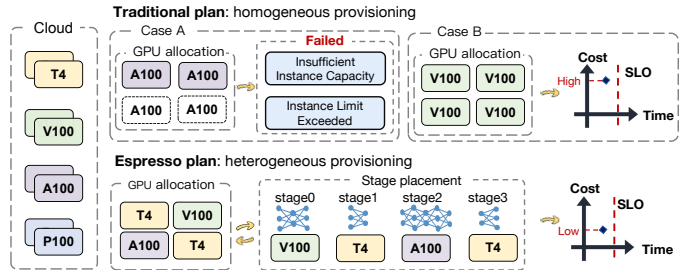 Traditional plan: homogeneous provisioning
Cloud
T4
V100
A100
P100
Case A
GPU allocation
A100 A100
A100 A100
Failed
Insufficient
Instance Capacity
Instance Limit
Exceeded
Case B
GPU allocation
V100 V100
V100 V100
Cost
SLO
High
Time
Espresso plan: heterogeneous provisioning
GPU allocation
T4 V100
A100 T4
Stage placement
stage0 stage1 stage2 stage3
V100 T4 A100 T4
Cost
SLO
Low
Time